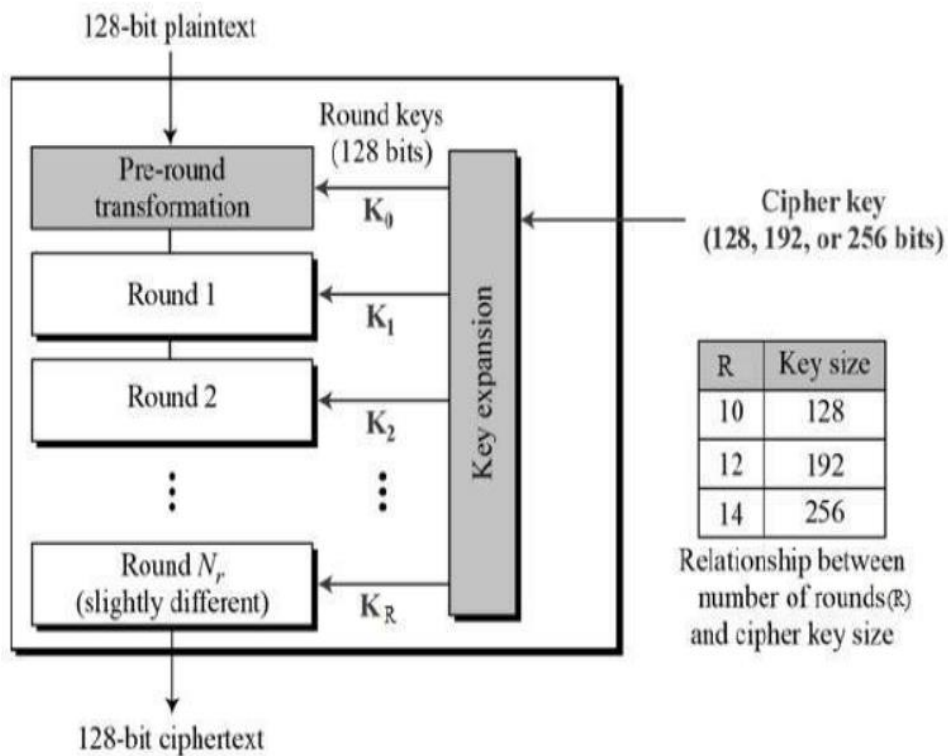 128-bit plaintext
Round keys
(128 bits)
Pre-round
transformation
K₀
Cipher key
(128, 192, or 256 bits)
Round 1
K₁
Key expansion
Round 2
K₂
R Key size
10 128
12 192
14 256
Relationship between
number of rounds(R)
and cipher key size
Round Nᵣ
(slightly different)
K_R
128-bit ciphertext